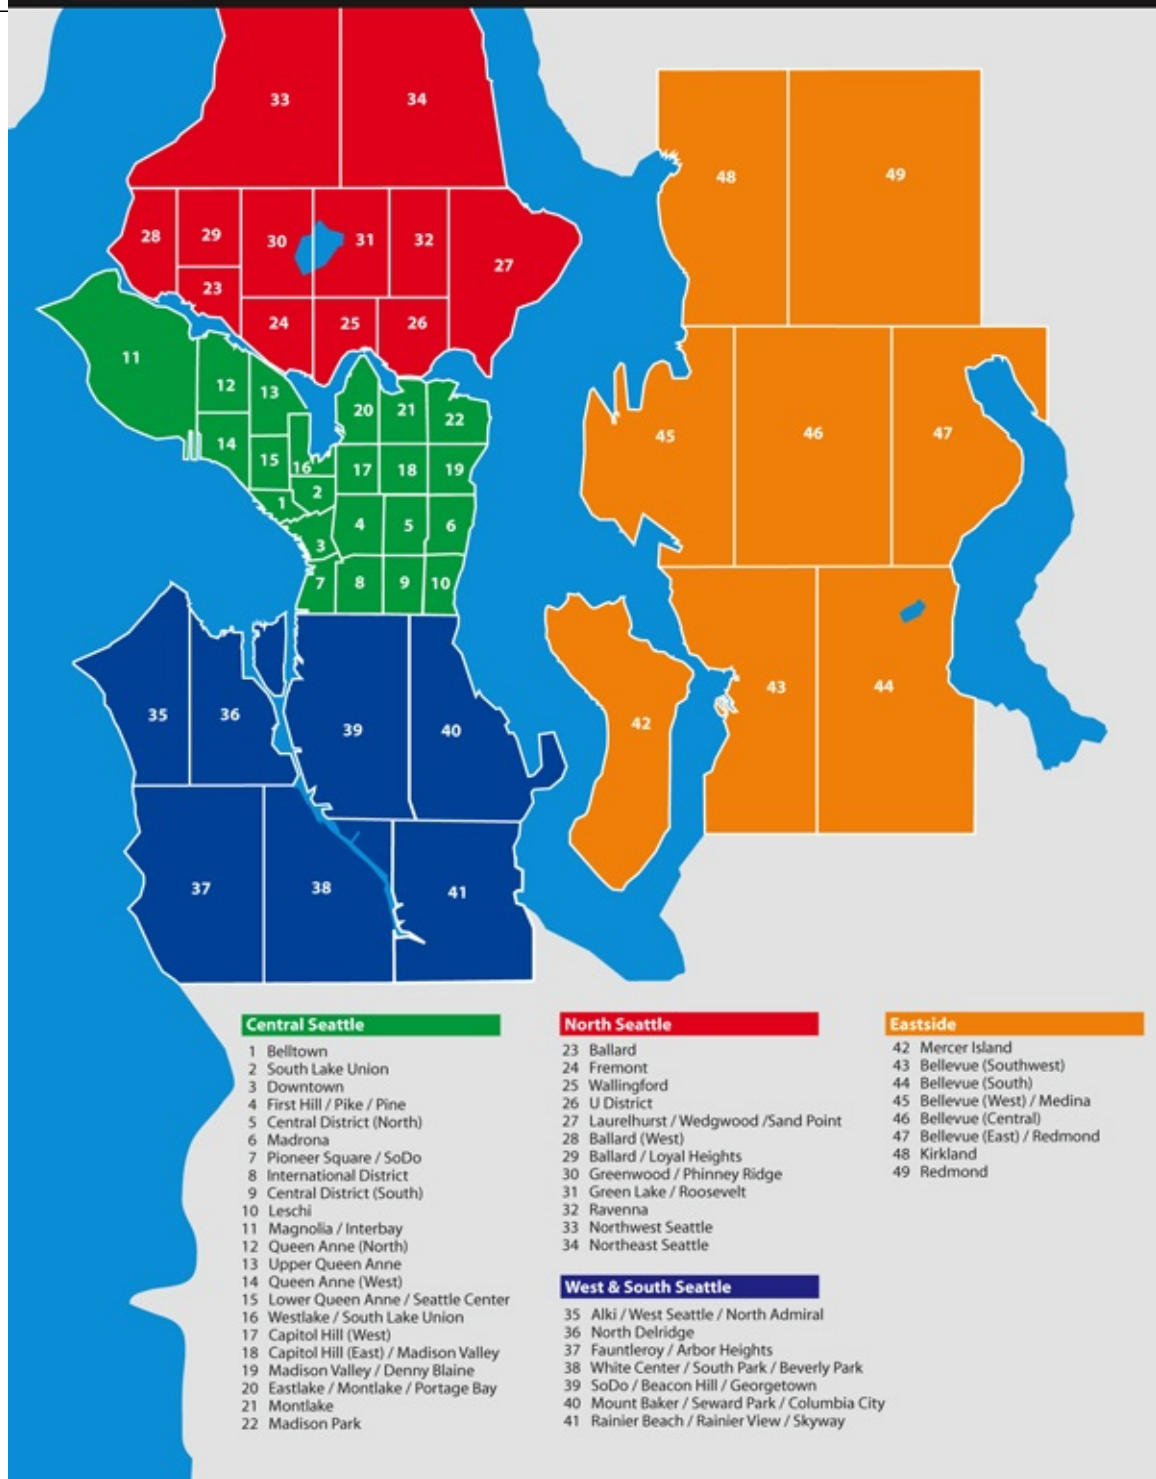 33
34
48
49
28
29
30
31
32
27
23
24
25
26
11
12
13
20
21
22
14
15
16
17
18
19
45
46
47
2
1
4
5
6
3
7
8
9
10
35
36
39
40
42
43
44
37
38
41
Central Seattle
1 Belltown
2 South Lake Union
3 Downtown
4 First Hill / Pike / Pine
5 Central District (North)
6 Madrona
7 Pioneer Square / SoDo
8 International District
9 Central District (South)
10 Leschi
11 Magnolia / Interbay
12 Queen Anne (North)
13 Upper Queen Anne
14 Queen Anne (West)
15 Lower Queen Anne / Seattle Center
16 Westlake / South Lake Union
17 Capitol Hill (West)
18 Capitol Hill (East) / Madison Valley
19 Madison Valley / Denny Blaine
20 Eastlake / Montlake / Portage Bay
21 Montlake
22 Madison Park
North Seattle
23 Ballard
24 Fremont
25 Wallingford
26 U District
27 Laurelhurst / Wedgwood /Sand Point
28 Ballard (West)
29 Ballard / Loyal Heights
30 Greenwood / Phinney Ridge
31 Green Lake / Roosevelt
32 Ravenna
33 Northwest Seattle
34 Northeast Seattle
West & South Seattle
35 Alki / West Seattle / North Admiral
36 North Delridge
37 Fauntleroy / Arbor Heights
38 White Center / South Park / Beverly Park
39 SoDo / Beacon Hill / Georgetown
40 Mount Baker / Seward Park / Columbia City
41 Rainier Beach / Rainier View / Skyway
Eastside
42 Mercer Island
43 Bellevue (Southwest)
44 Bellevue (South)
45 Bellevue (West) / Medina
46 Bellevue (Central)
47 Bellevue (East) / Redmond
48 Kirkland
49 Redmond